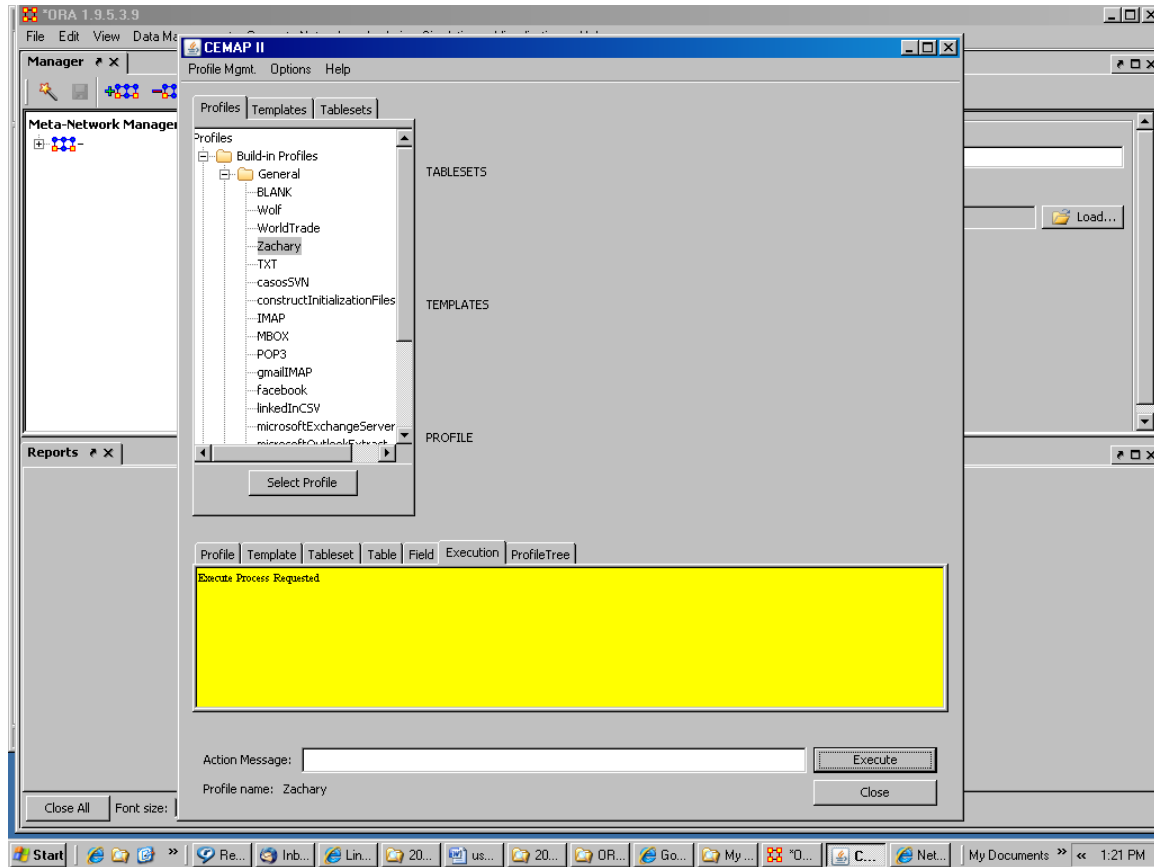 *ORA 1.9.5.3.9
File Edit View Data Ma
CEMAP II
Manager
Profile Mgmt. Options Help
Meta-Network Manager
Profiles Templates Tablesets
Profiles
Build-in Profiles
General
BLANK
Wolf
WorldTrade
Zachary
TXT
casosSVN
constructInitializationFiles
IMAP
MBOX
POP3
gmailIMAP
facebook
linkedInCSV
microsoftExchangeServer
microsoftOutlookExtract
Select Profile
TABLESETS
TEMPLATES
PROFILE
Load...
Reports
Profile Template Tableset Table Field Execution ProfileTree
Execute Process Requested
Action Message:
Execute
Profile name: Zachary
Close
Close All Font size:
Start » Re... Inb... Lin... 20... us... 20... OR... Go... My ... *O... C... Net... My Documents » « 1:21 PM